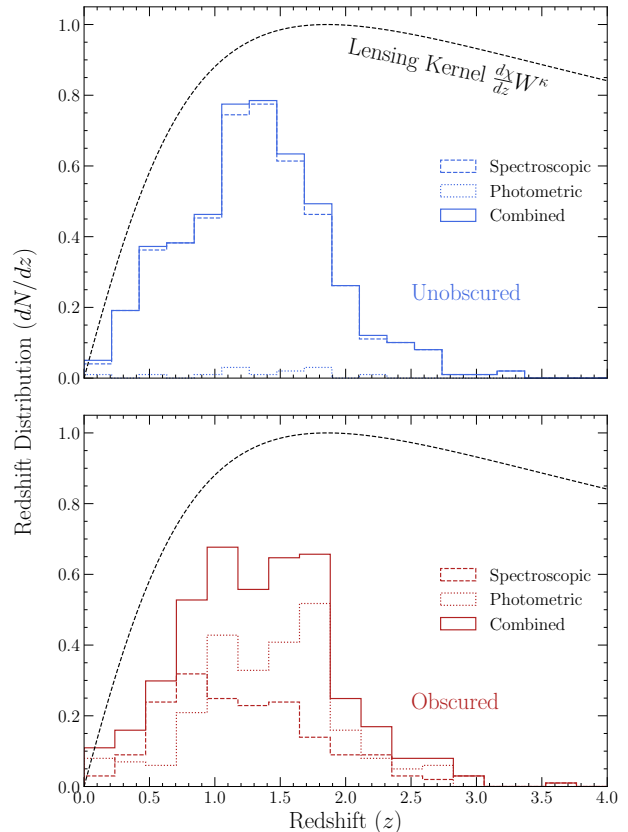 1.0
0.8
0.6
0.4
0.2
0.0
Lensing Kernel $\frac{d\chi}{dz}W^{\kappa}$
Spectroscopic
Photometric
Combined
Unobscured
Redshift Distribution ($dN/dz$)
1.0
0.8
0.6
0.4
0.2
0.0
Spectroscopic
Photometric
Combined
Obscured
0.0 0.5 1.0 1.5 2.0 2.5 3.0 3.5 4.0
Redshift ($z$)